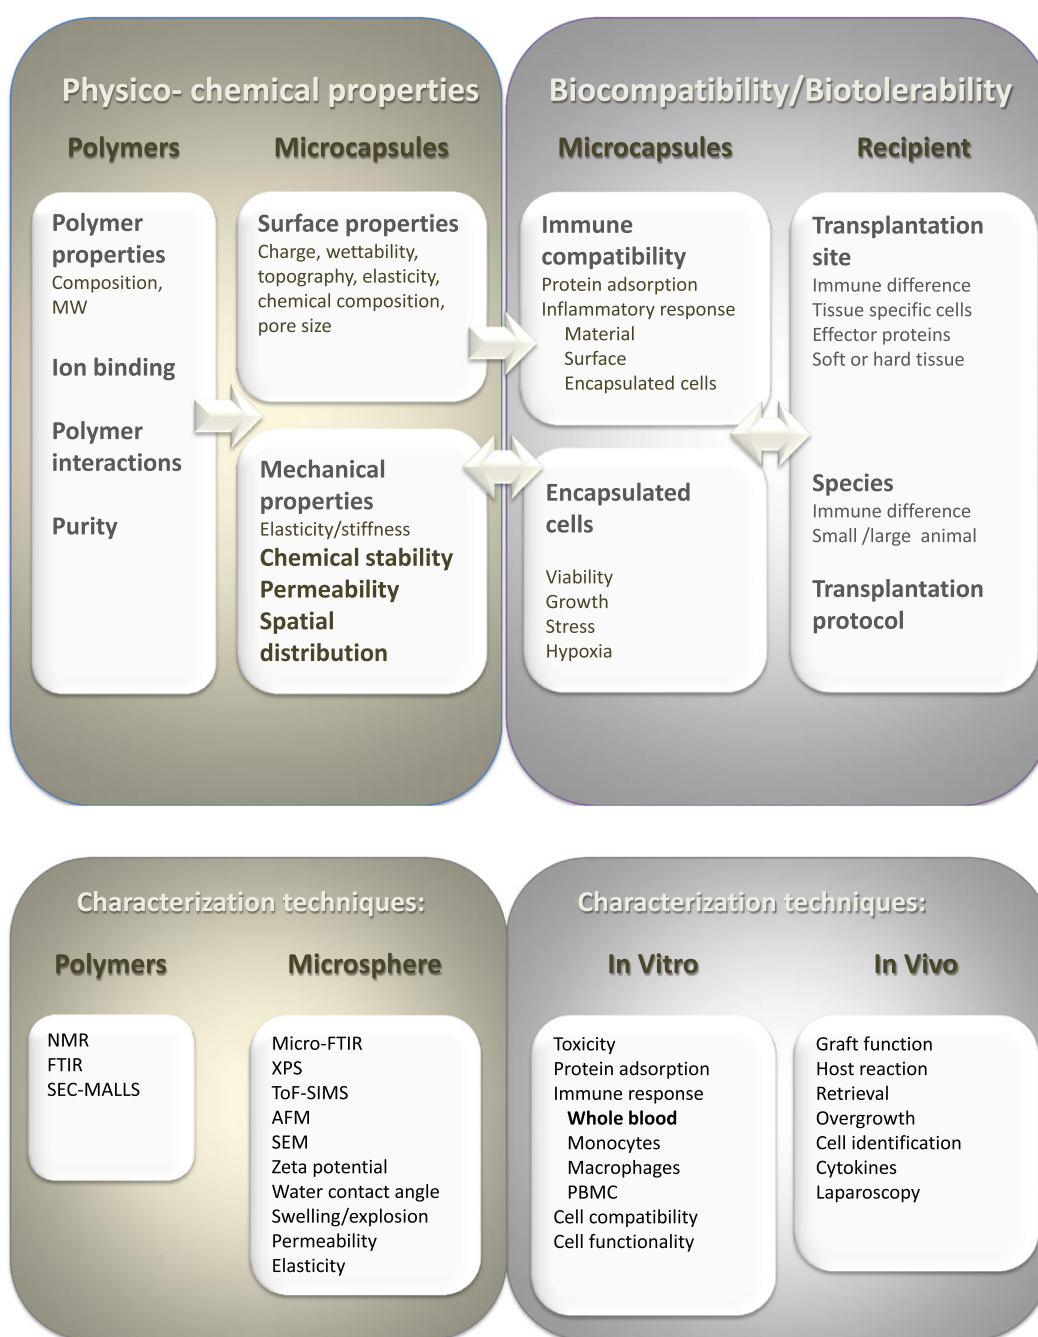 Physico- chemical properties
Polymers
Microcapsules
Polymer
properties
Composition,
MW
Ion binding
Polymer
interactions
Purity
Surface properties
Charge, wettability,
topography, elasticity,
chemical composition,
pore size
Mechanical
properties
Elasticity/stiffness
Chemical stability
Permeability
Spatial
distribution
Biocompatibility/Biotolerability
Microcapsules
Recipient
Immune
compatibility
Protein adsorption
Inflammatory response
Material
Surface
Encapsulated cells
Encapsulated
cells
Viability
Growth
Stress
Hypoxia
Transplantation
site
Immune difference
Tissue specific cells
Effector proteins
Soft or hard tissue
Species
Immune difference
Small /large  animal
Transplantation
protocol
Characterization techniques:
Polymers
Microsphere
NMR
FTIR
SEC-MALLS
Micro-FTIR
XPS
ToF-SIMS
AFM
SEM
Zeta potential
Water contact angle
Swelling/explosion
Permeability
Elasticity
Characterization techniques:
In Vitro
In Vivo
Toxicity
Protein adsorption
Immune response
Whole blood
Monocytes
Macrophages
PBMC
Cell compatibility
Cell functionality
Graft function
Host reaction
Retrieval
Overgrowth
Cell identification
Cytokines
Laparoscopy